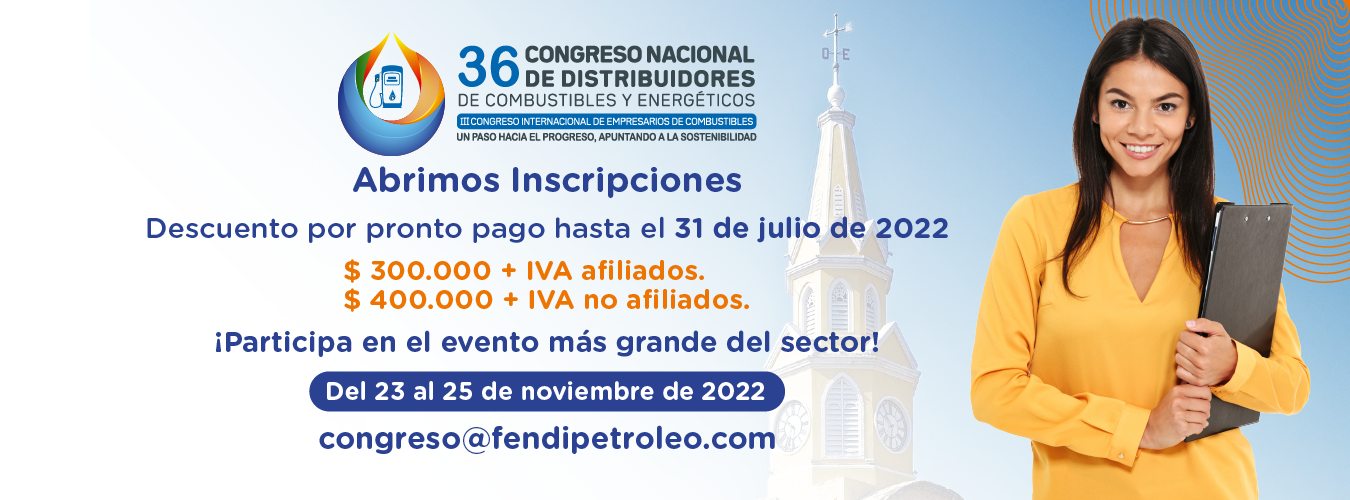 O E
36 CONGRESO NACIONAL
DE DISTRIBUIDORES
DE COMBUSTIBLES Y ENERGÉTICOS
III CONGRESO INTERNACIONAL DE EMPRESARIOS DE COMBUSTIBLES
UN PASO HACIA EL PROGRESO, APUNTANDO A LA SOSTENIBILIDAD
Abrimos Inscripciones
Descuento por pronto pago hasta el 31 de julio de 2022
$ 300.000 + IVA afiliados.
$ 400.000 + IVA no afiliados.
¡Participa en el evento más grande del sector!
Del 23 al 25 de noviembre de 2022
congreso@fendipetroleo.com